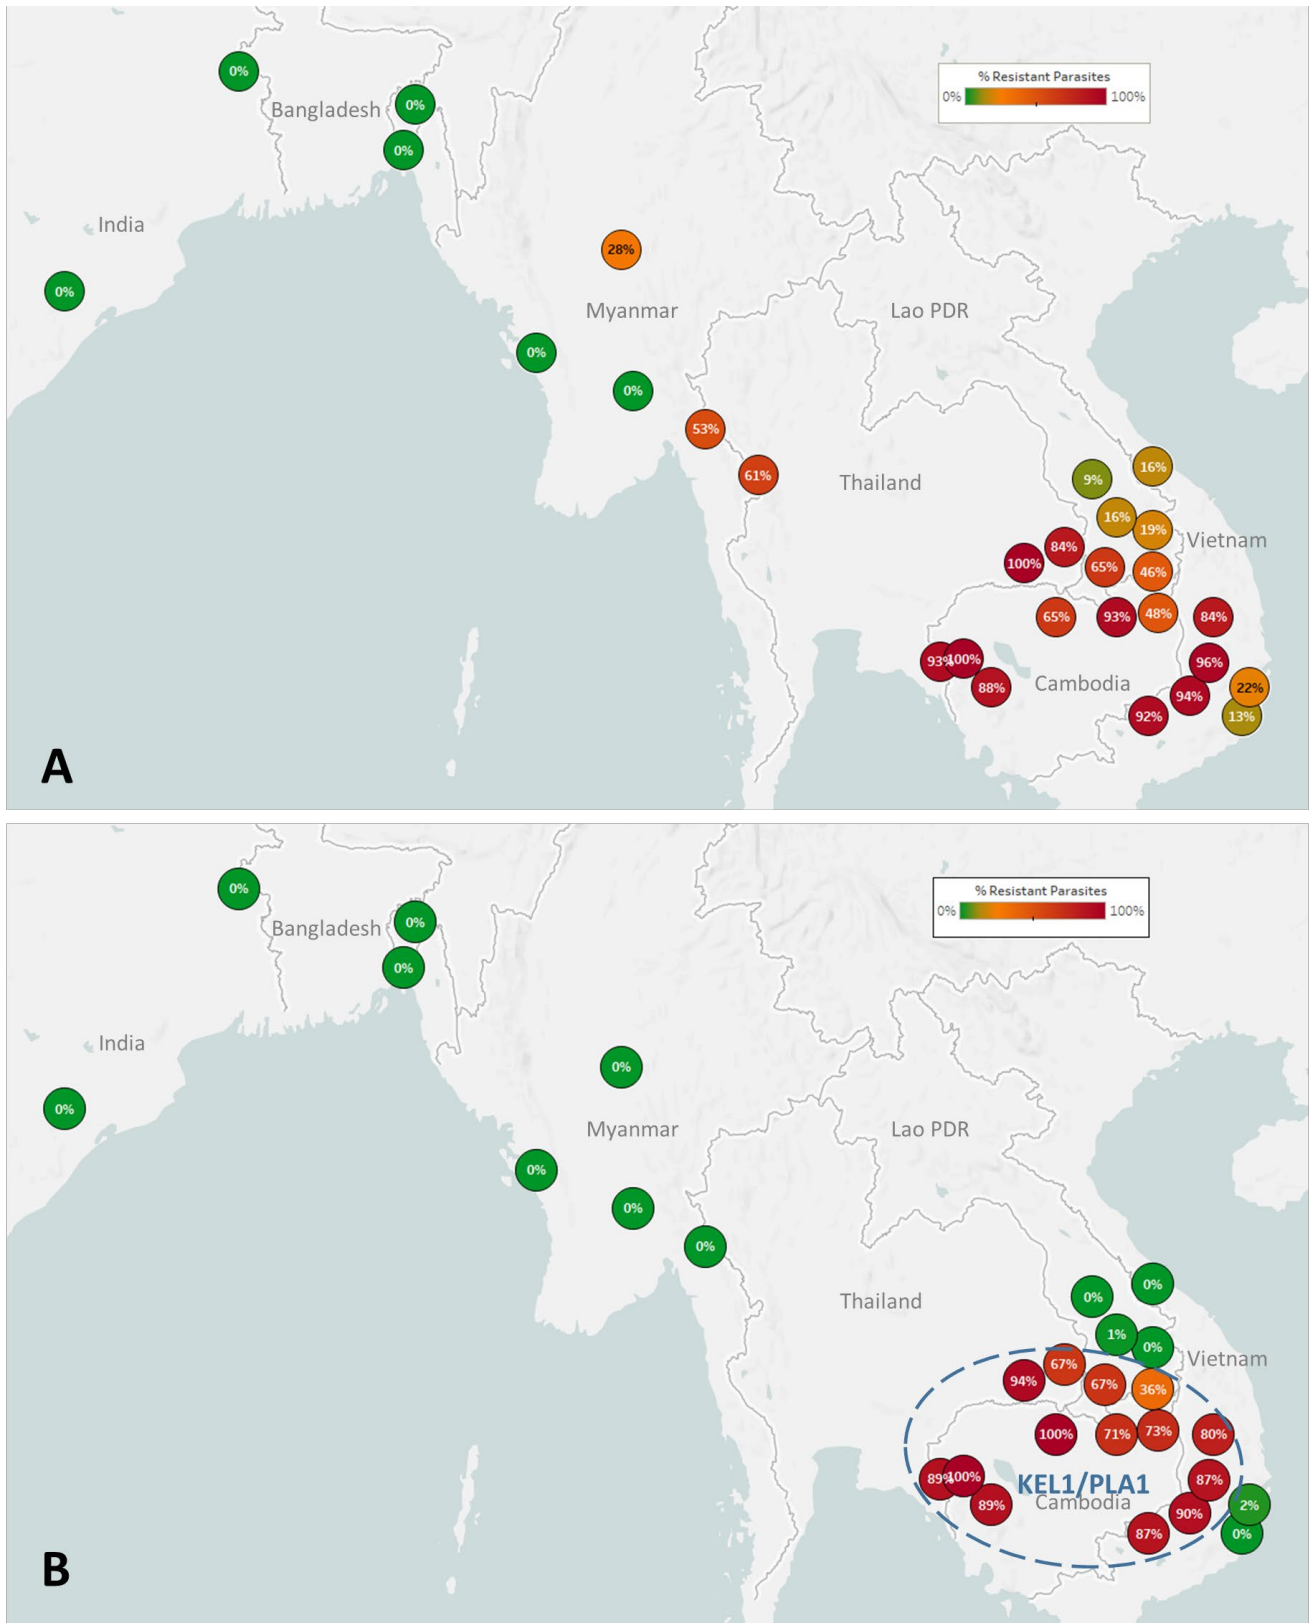 0%
% Resistant Parasites
0% 100%
Bangladesh 0%
0%
India
28%
0%
Myanmar Lao PDR
0%
0%
53%
16%
61% Thailand 9%
16% 19%
Vietnam
84%
100% 65% 46%
65% 93% 48% 84%
93% 100% 96%
Cambodia
88% 22%
94%
92% 13%
A
0%
% Resistant Parasites
0% 100%
Bangladesh 0%
0%
India
0%
0%
Myanmar Lao PDR
0%
0%
0%
0%
Thailand 0%
1% 0%
Vietnam
67%
94% 67% 36%
100% 71% 73% 80%
89% 100% KEL1/PLA1 87%
89% Cambodia 2%
90%
87% 0%
B